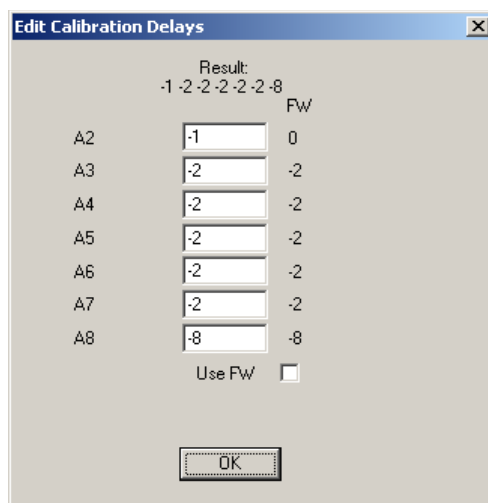 Edit Calibration Delays
Result:
-1 -2 -2 -2 -2 -2 -8
FW
A2 -1 0
A3 -2 -2
A4 -2 -2
A5 -2 -2
A6 -2 -2
A7 -2 -2
A8 -8 -8
Use FW
OK